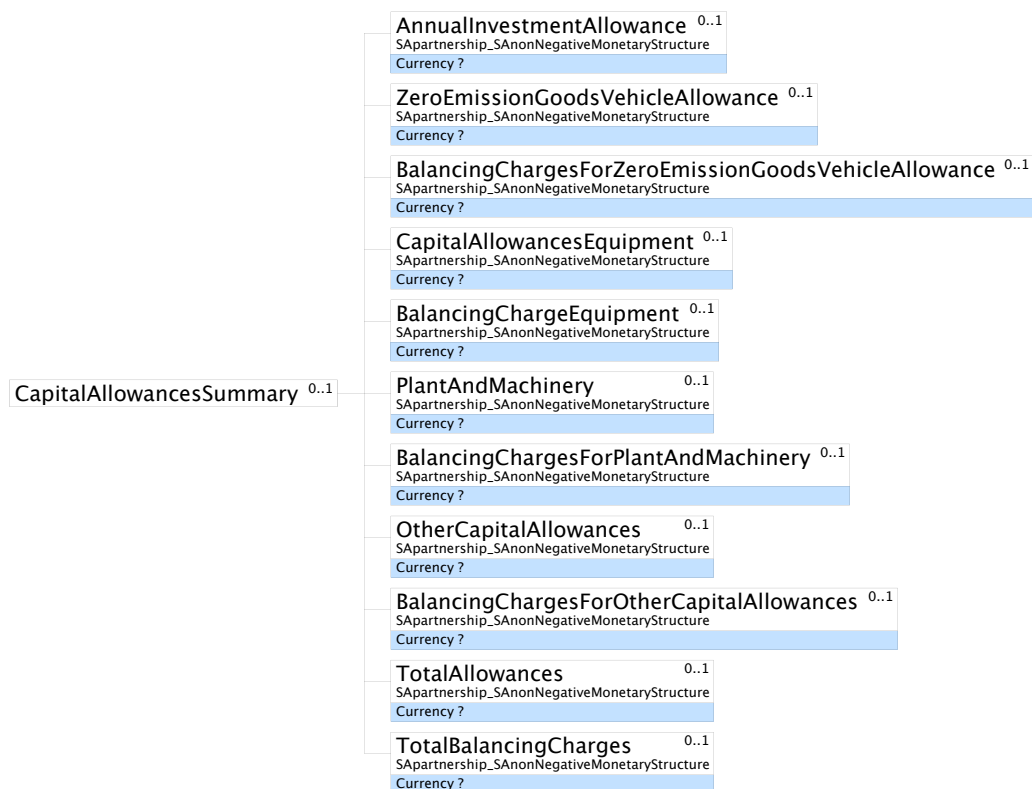 AnnualInvestmentAllowance 0..1
SApartnership_SAnonNegativeMonetaryStructure
Currency ?
ZeroEmissionGoodsVehicleAllowance 0..1
SApartnership_SAnonNegativeMonetaryStructure
Currency ?
BalancingChargesForZeroEmissionGoodsVehicleAllowance 0..1
SApartnership_SAnonNegativeMonetaryStructure
Currency ?
CapitalAllowancesEquipment 0..1
SApartnership_SAnonNegativeMonetaryStructure
Currency ?
BalancingChargeEquipment 0..1
SApartnership_SAnonNegativeMonetaryStructure
Currency ?
CapitalAllowancesSummary 0..1
PlantAndMachinery 0..1
SApartnership_SAnonNegativeMonetaryStructure
Currency ?
BalancingChargesForPlantAndMachinery 0..1
SApartnership_SAnonNegativeMonetaryStructure
Currency ?
OtherCapitalAllowances 0..1
SApartnership_SAnonNegativeMonetaryStructure
Currency ?
BalancingChargesForOtherCapitalAllowances 0..1
SApartnership_SAnonNegativeMonetaryStructure
Currency ?
TotalAllowances 0..1
SApartnership_SAnonNegativeMonetaryStructure
Currency ?
TotalBalancingCharges 0..1
SApartnership_SAnonNegativeMonetaryStructure
Currency ?